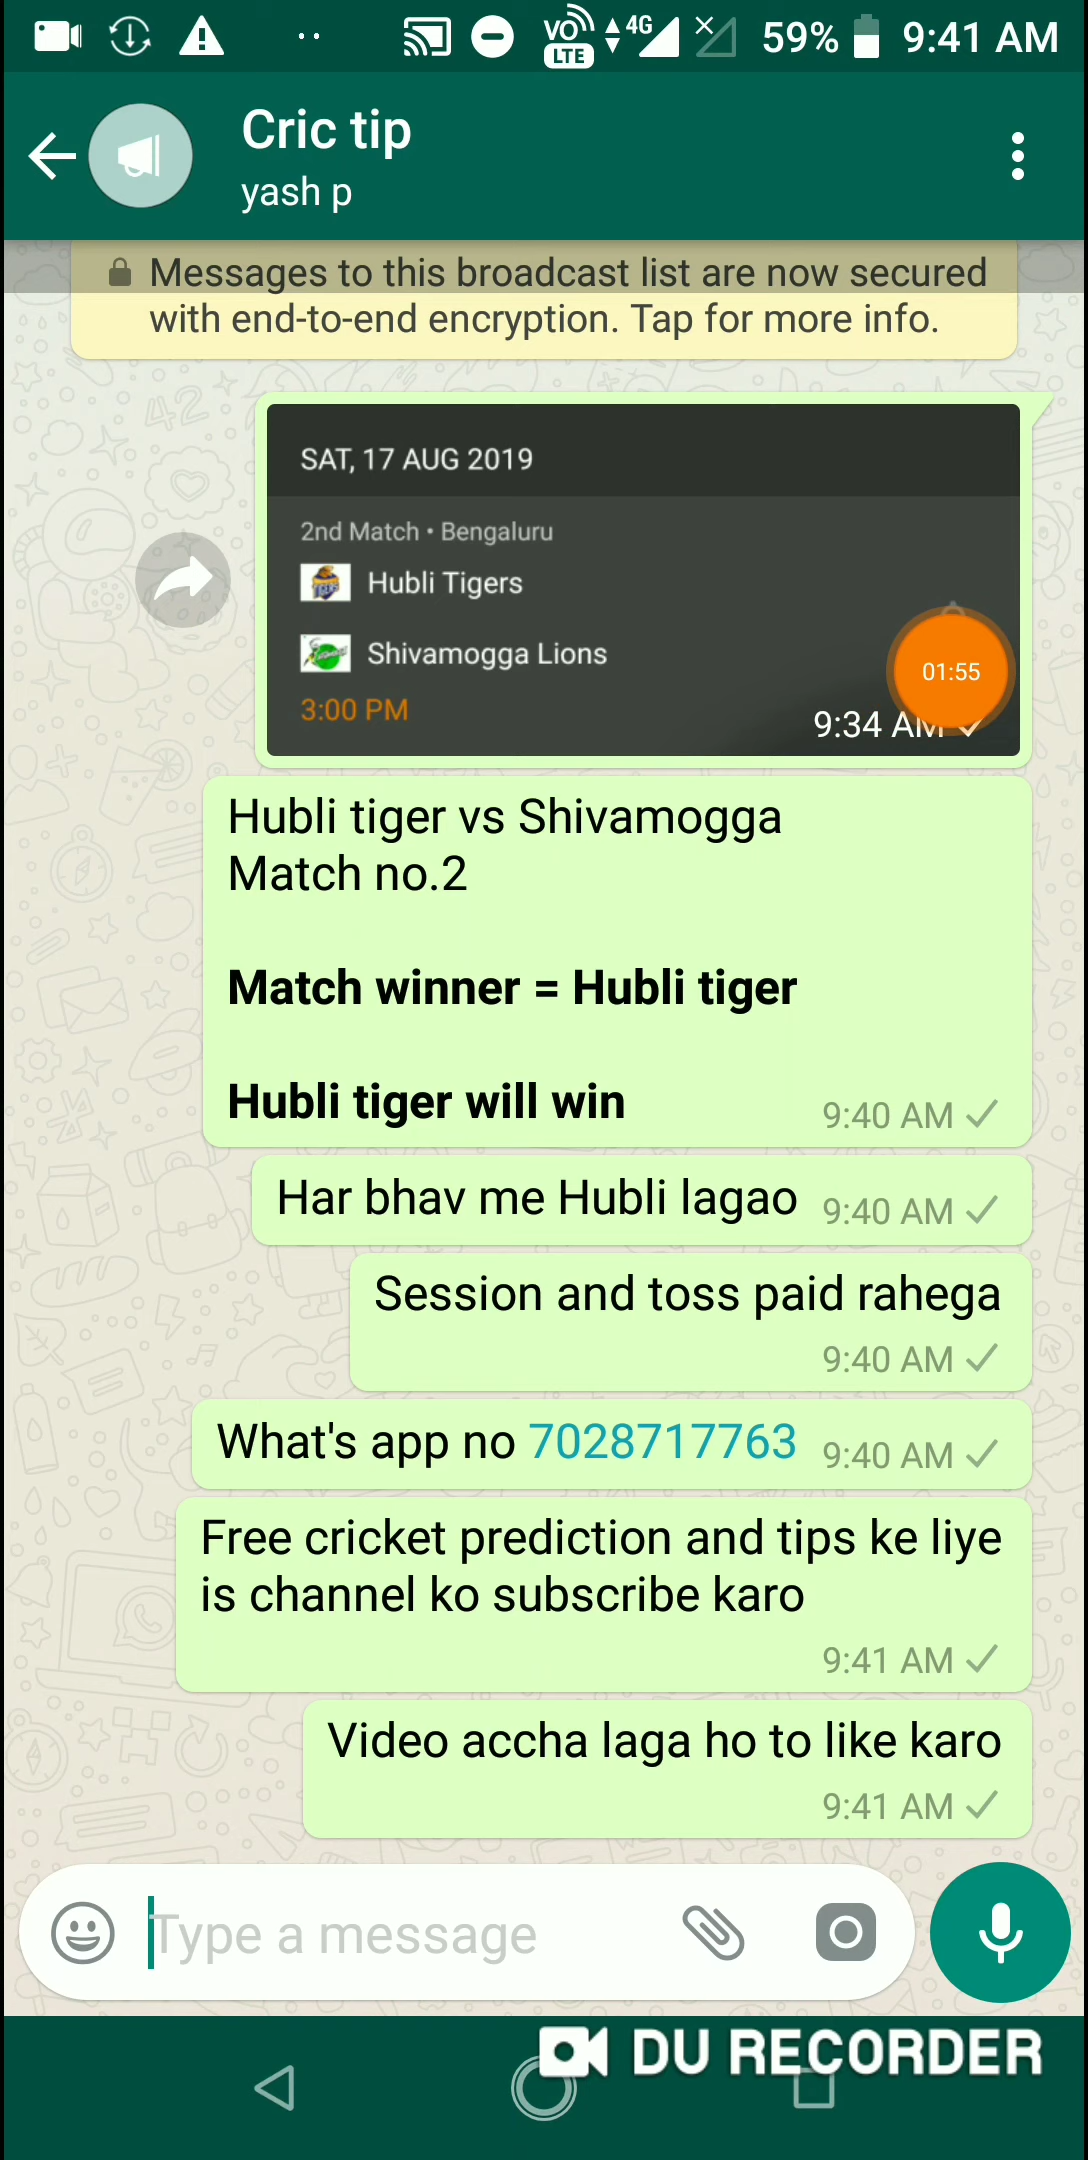 VO LTE 4G 59% 9:41 AM
Cric tip
yash p
Messages to this broadcast list are now secured
with end-to-end encryption. Tap for more info.
SAT, 17 AUG 2019
2nd Match • Bengaluru
Hubli Tigers
Shivamogga Lions
01:55
3:00 PM
9:34 AM
Hubli tiger vs Shivamogga
Match no.2
Match winner = Hubli tiger
Hubli tiger will win
9:40 AM
Har bhav me Hubli lagao 9:40 AM
Session and toss paid rahega
9:40 AM
What's app no 7028717763 9:40 AM
Free cricket prediction and tips ke liye
is channel ko subscribe karo
9:41 AM
Video accha laga ho to like karo
9:41 AM
Type a message
DU RECORDER